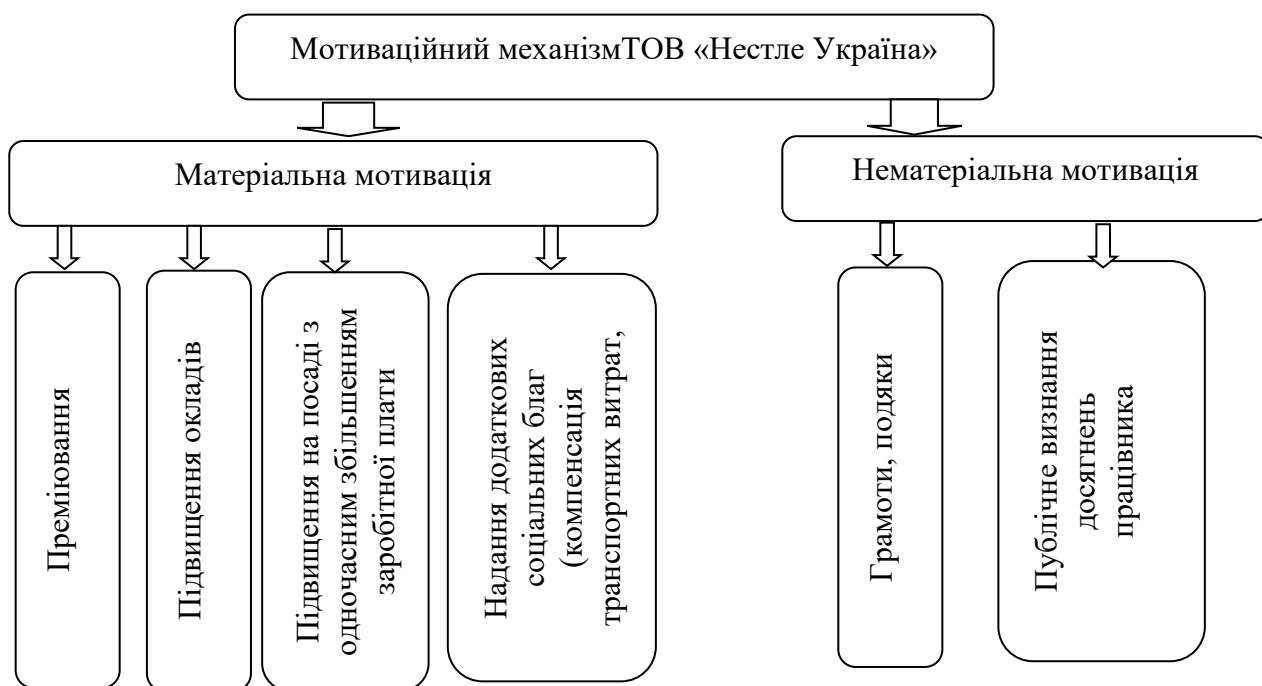 Мотиваційний механізмТОВ «Нестле Україна»
Матеріальна мотивація
Нематеріальна мотивація
Преміювання
Підвищення окладів
Підвищення на посаді з
одночасним збільшенням
заробітної плати
Надання додаткових
соціальних благ
(компенсація
транспортних витрат,
Грамоти, подяки
Публічне визнання
досягнень
працівника